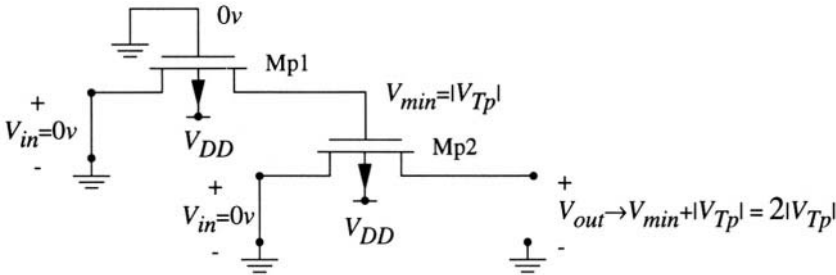 0v
Mp1
V_min=|V_Tp|
+
V_in=0v
-
V_DD
Mp2
+
V_in=0v
-
V_DD
+
V_out→V_min+|V_Tp| = 2|V_Tp|
-